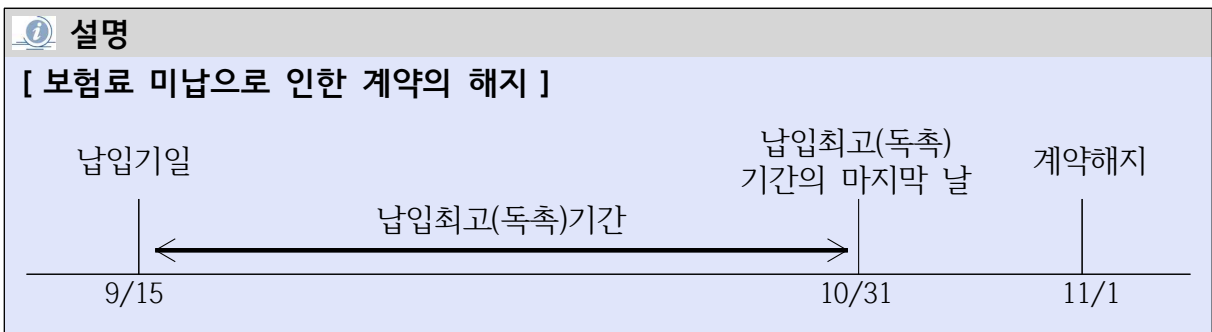 설명
[ 보험료 미납으로 인한 계약의 해지 ]
납입기일
납입최고(독촉)
기간의 마지막 날
계약해지
납입최고(독촉)기간
9/15
10/31
11/1